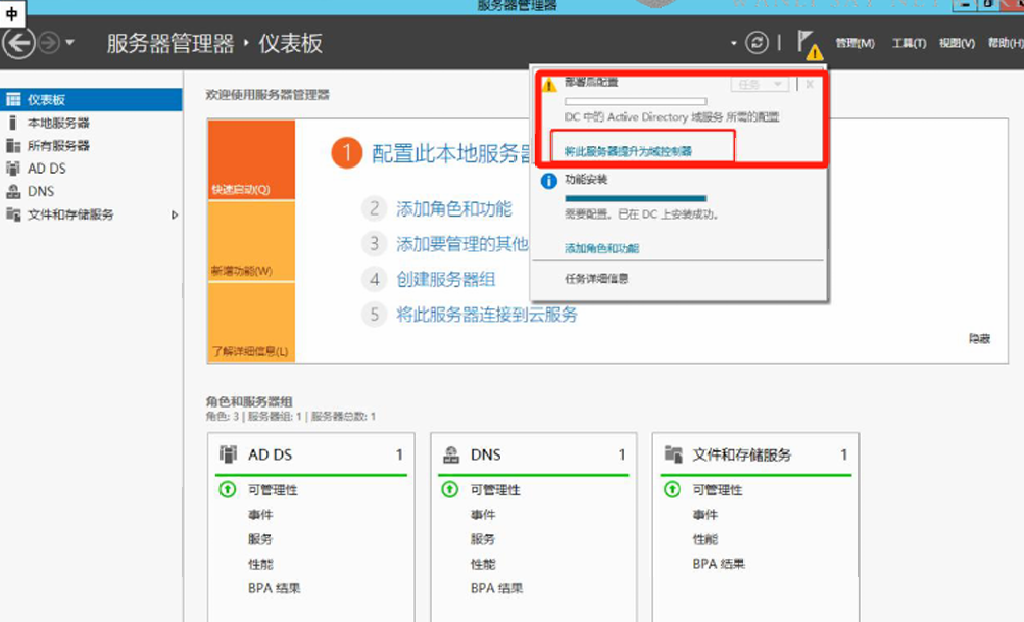 中
服务器管理器
服务器管理器 · 仪表板
管理(M) 工具(T) 视图(V) 帮助(H)
仪表板
本地服务器
所有服务器
AD DS
DNS
文件和存储服务
欢迎使用服务器管理器
快速启动(Q)
新增功能(W)
了解详细信息(L)
1 配置此本地服务器
2 添加角色和功能
3 添加要管理的其他
4 创建服务器组
5 将此服务器连接到云服务
隐藏
部署后配置
任务
X
DC 中的 Active Directory 域服务 所需的配置
将此服务器提升为域控制器
功能安装
需要配置。已在 DC 上安装成功。
添加角色和功能
任务详细信息
角色和服务器组
角色: 3 | 服务器组: 1 | 服务器总数: 1
AD DS 1
可管理性
事件
服务
性能
BPA 结果
DNS 1
可管理性
事件
服务
性能
BPA 结果
文件和存储服务 1
可管理性
事件
性能
BPA 结果